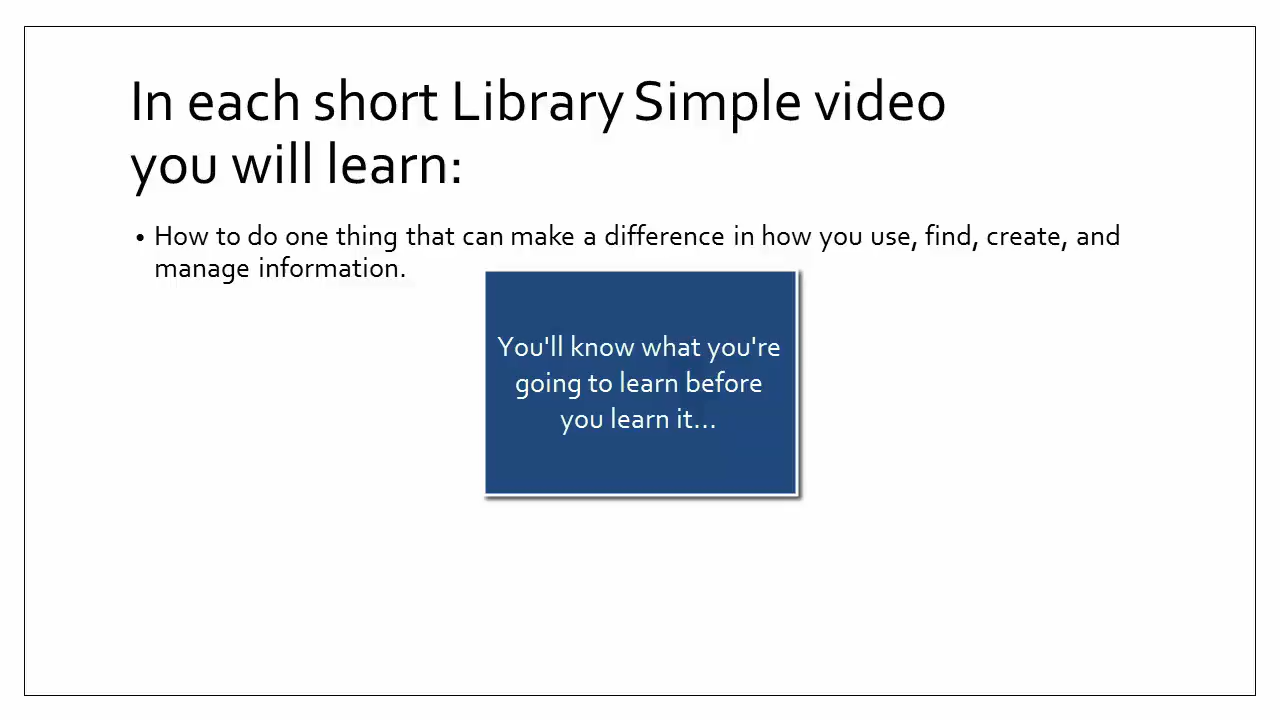 In each short Library Simple video
you will learn:
• How to do one thing that can make a difference in how you use, find, create, and
manage information.
You'll know what you're
going to learn before
you learn it...